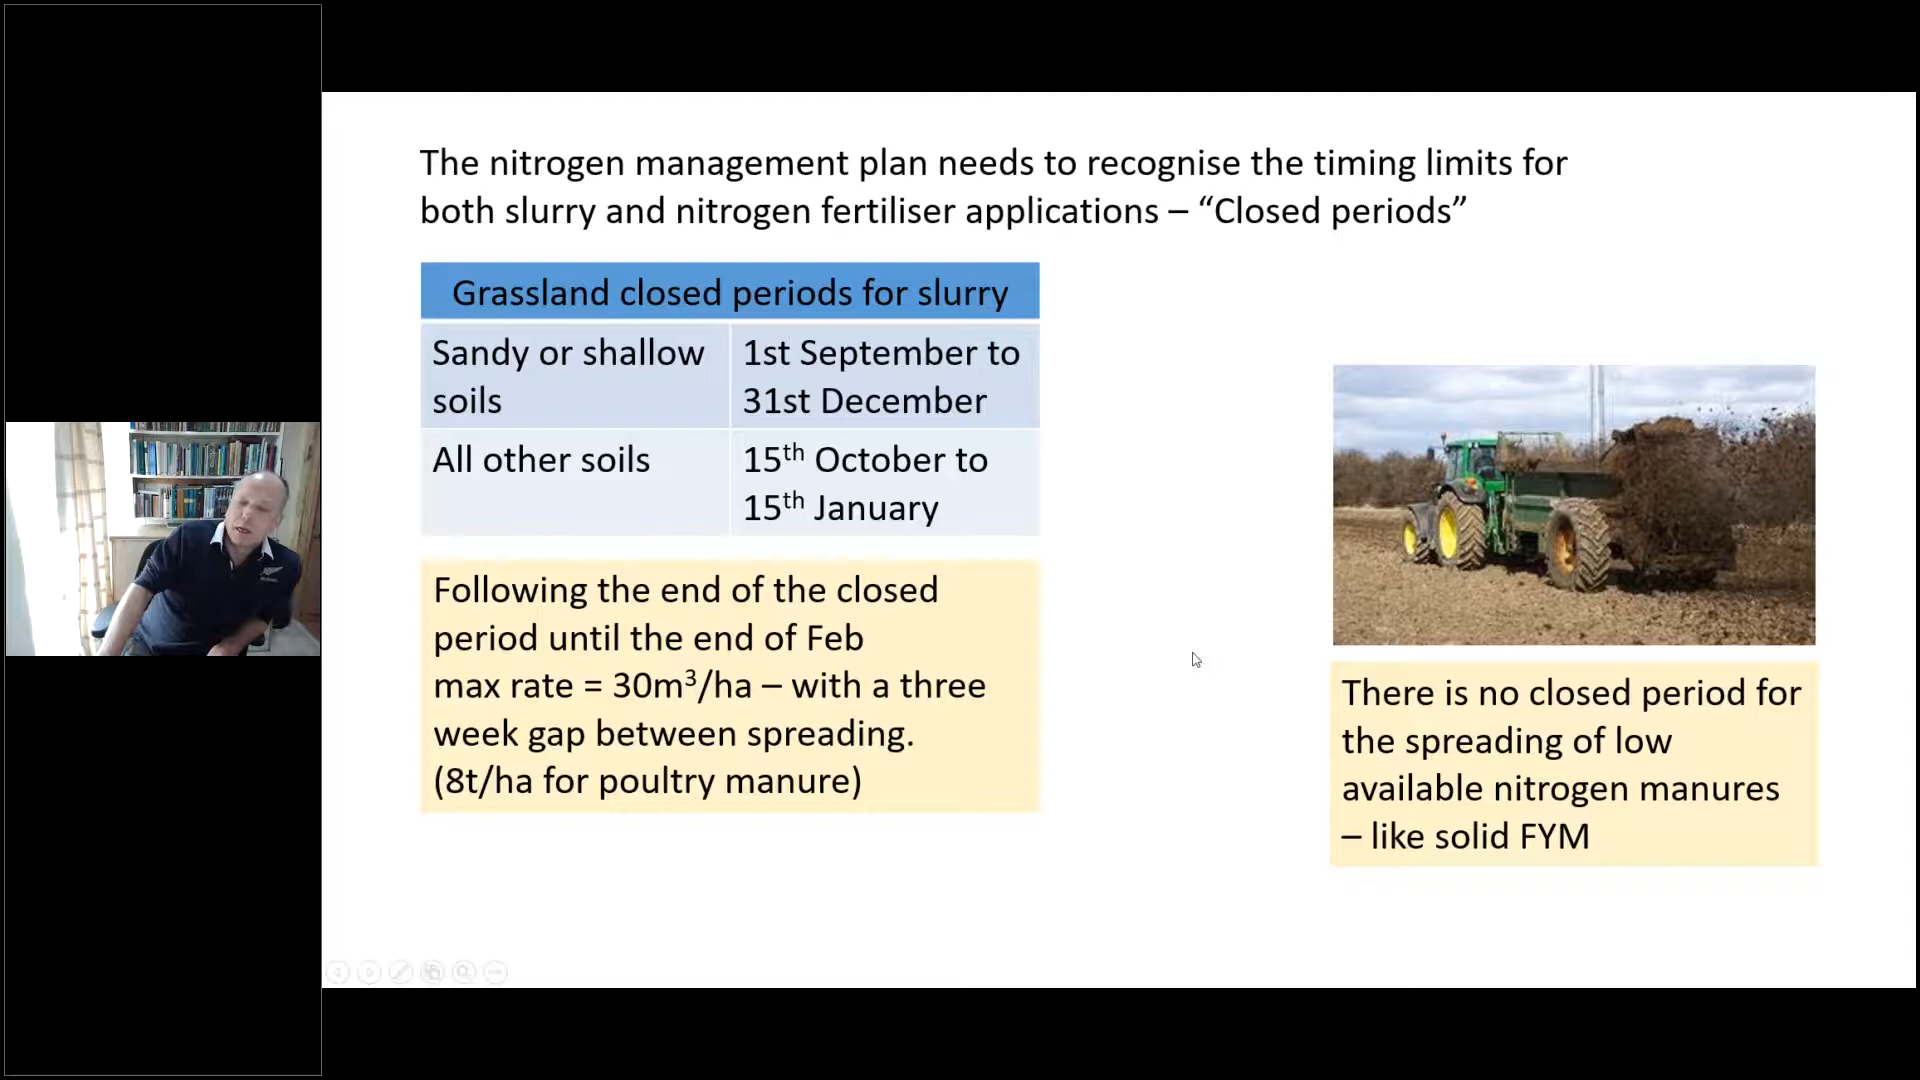 The nitrogen management plan needs to recognise the timing limits for
both slurry and nitrogen fertiliser applications – “Closed periods”
Grassland closed periods for slurry
Sandy or shallow
soils
1st September to
31st December
All other soils
15th October to
15th January
Following the end of the closed
period until the end of Feb
max rate = 30m³/ha – with a three
week gap between spreading.
(8t/ha for poultry manure)
There is no closed period for
the spreading of low
available nitrogen manures
– like solid FYM